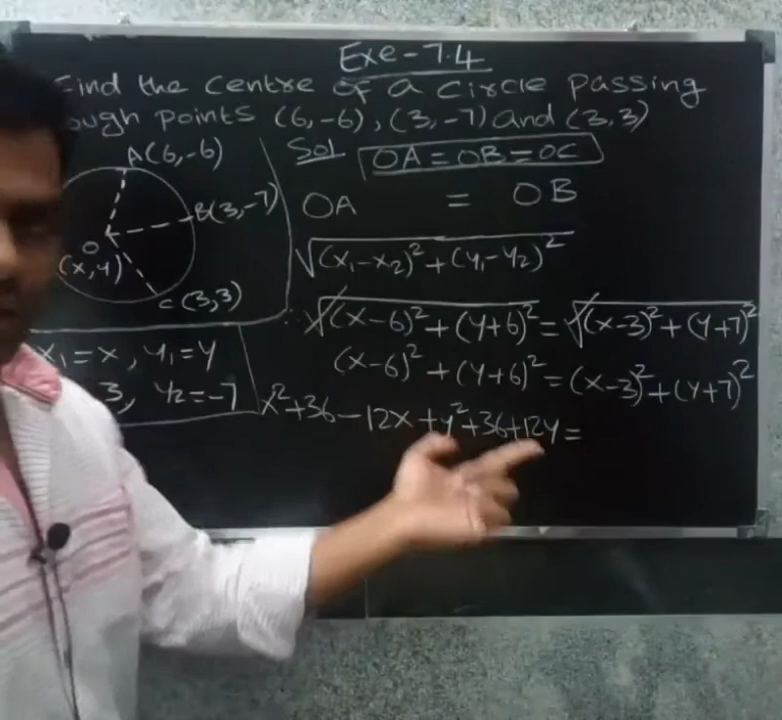 Exe-7.4
Find the centre of a circle passing
ough points (6,-6), (3,-7) and (3,3)
A(6,-6)
B(3,-7)
O
(x,y)
C (3,3)
x₁=x, y₁=y
3, y₂=-7
Sol OA=OB=OC
OA = OB
√(x₁-x₂)²+(y₁-y₂)²
∴ √(x-6)²+(y+6)²=√(x-3)²+(y+7)²
(x-6)²+(y+6)²=(x-3)²+(y+7)²
x²+36-12x+y²+36+12y=